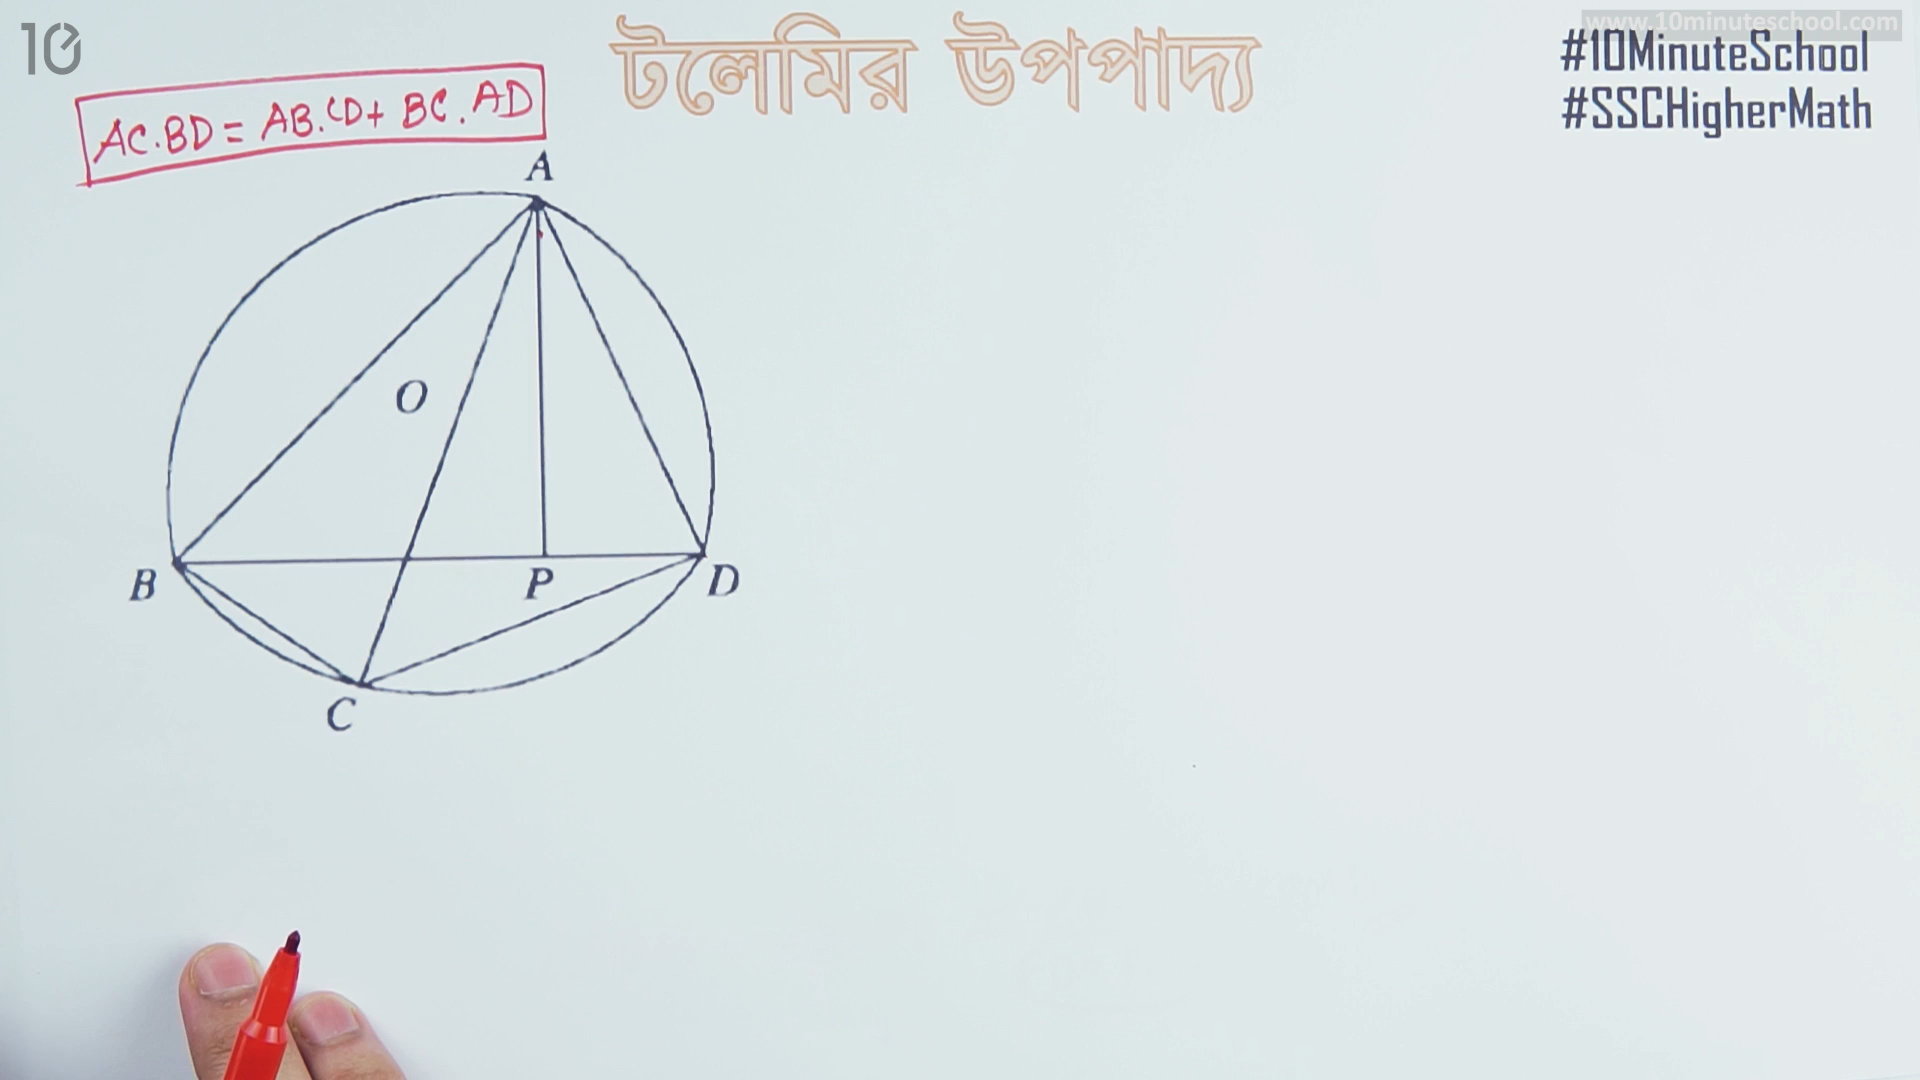 10
www.10minuteschool.com
টলেমির উপপাদ্য
#10MinuteSchool
#SSCHigherMath
AC.BD = AB.CD+ BC.AD
A
O
B
P
D
C